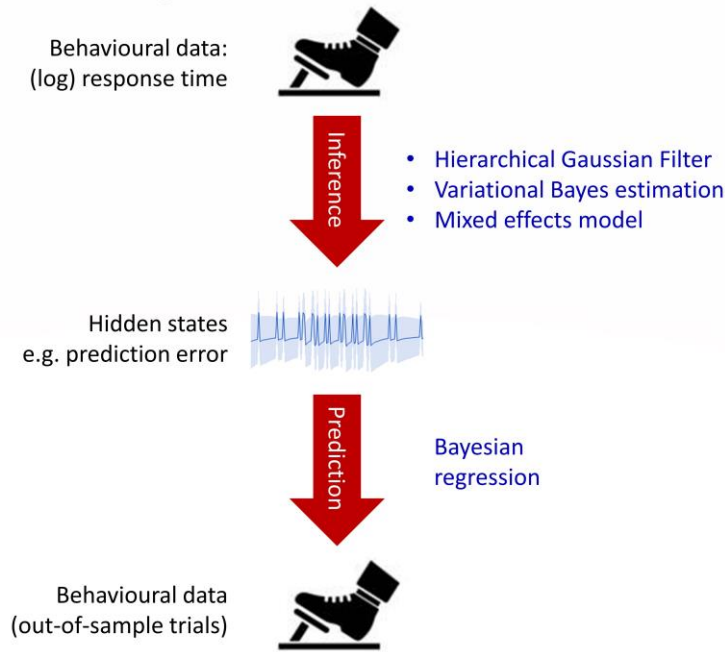 Behavioural data:
(log) response time
Inference
• Hierarchical Gaussian Filter
• Variational Bayes estimation
• Mixed effects model
Hidden states
e.g. prediction error
Prediction
Bayesian
regression
Behavioural data
(out-of-sample trials)